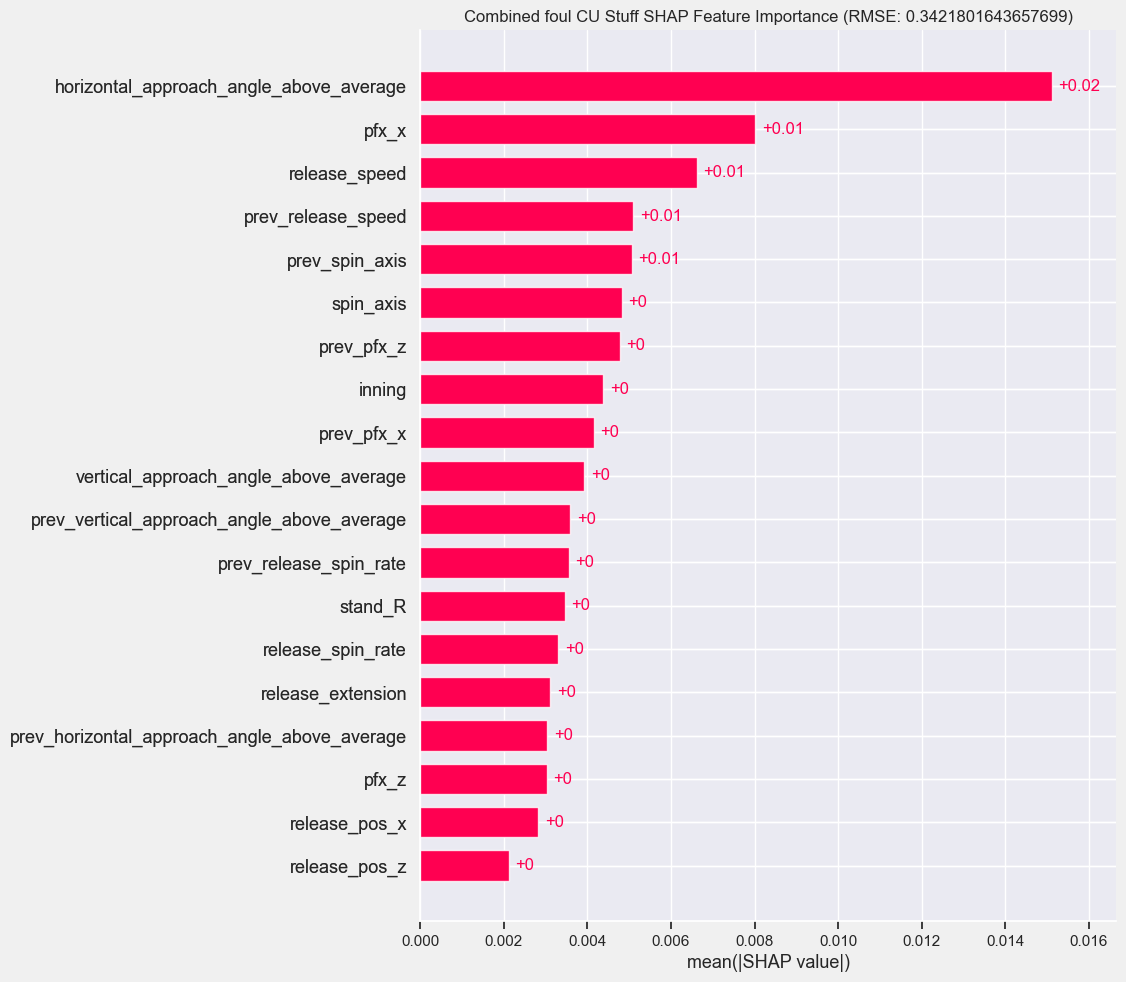 Combined foul CU Stuff SHAP Feature Importance (RMSE: 0.3421801643657699)
horizontal_approach_angle_above_average +0.02
pfx_x +0.01
release_speed +0.01
prev_release_speed +0.01
prev_spin_axis +0.01
spin_axis +0
prev_pfx_z +0
inning +0
prev_pfx_x +0
vertical_approach_angle_above_average +0
prev_vertical_approach_angle_above_average +0
prev_release_spin_rate +0
stand_R +0
release_spin_rate +0
release_extension +0
prev_horizontal_approach_angle_above_average +0
pfx_z +0
release_pos_x +0
release_pos_z +0
0.000 0.002 0.004 0.006 0.008 0.010 0.012 0.014 0.016
mean(|SHAP value|)